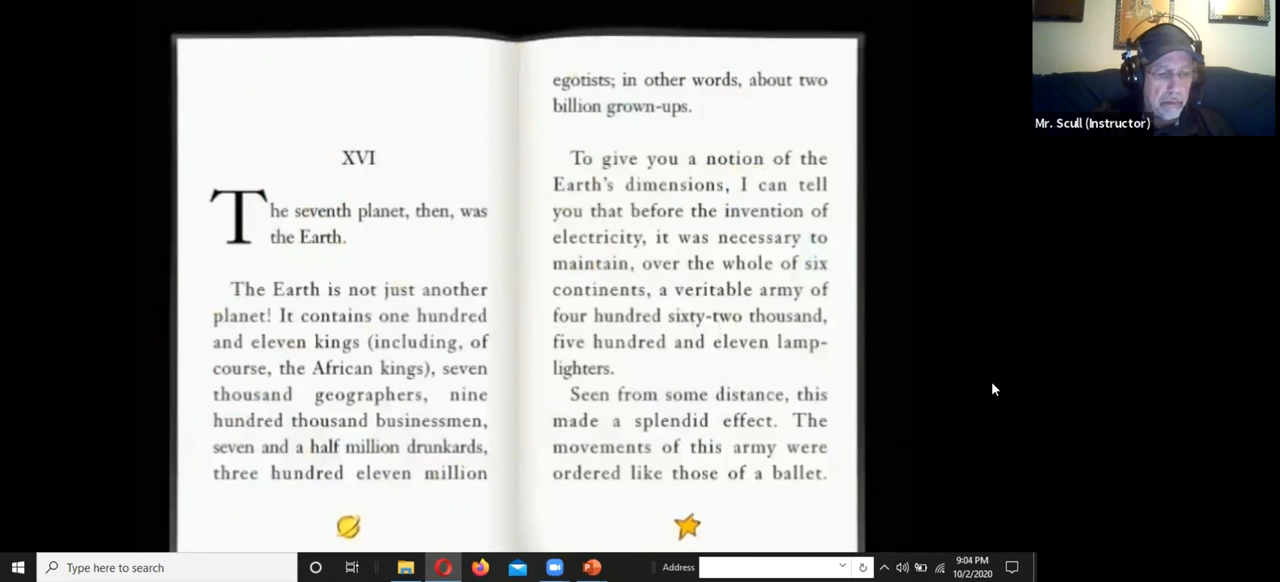 XVI
The seventh planet, then, was
the Earth.
The Earth is not just another
planet! It contains one hundred
and eleven kings (including, of
course, the African kings), seven
thousand geographers, nine
hundred thousand businessmen,
seven and a half million drunkards,
three hundred eleven million
egotists; in other words, about two
billion grown-ups.
To give you a notion of the
Earth's dimensions, I can tell
you that before the invention of
electricity, it was necessary to
maintain, over the whole of six
continents, a veritable army of
four hundred sixty-two thousand,
five hundred and eleven lamp-
lighters.
Seen from some distance, this
made a splendid effect. The
movements of this army were
ordered like those of a ballet.
Mr. Scull (Instructor)
Type here to search
Address
9:04 PM
10/2/2020